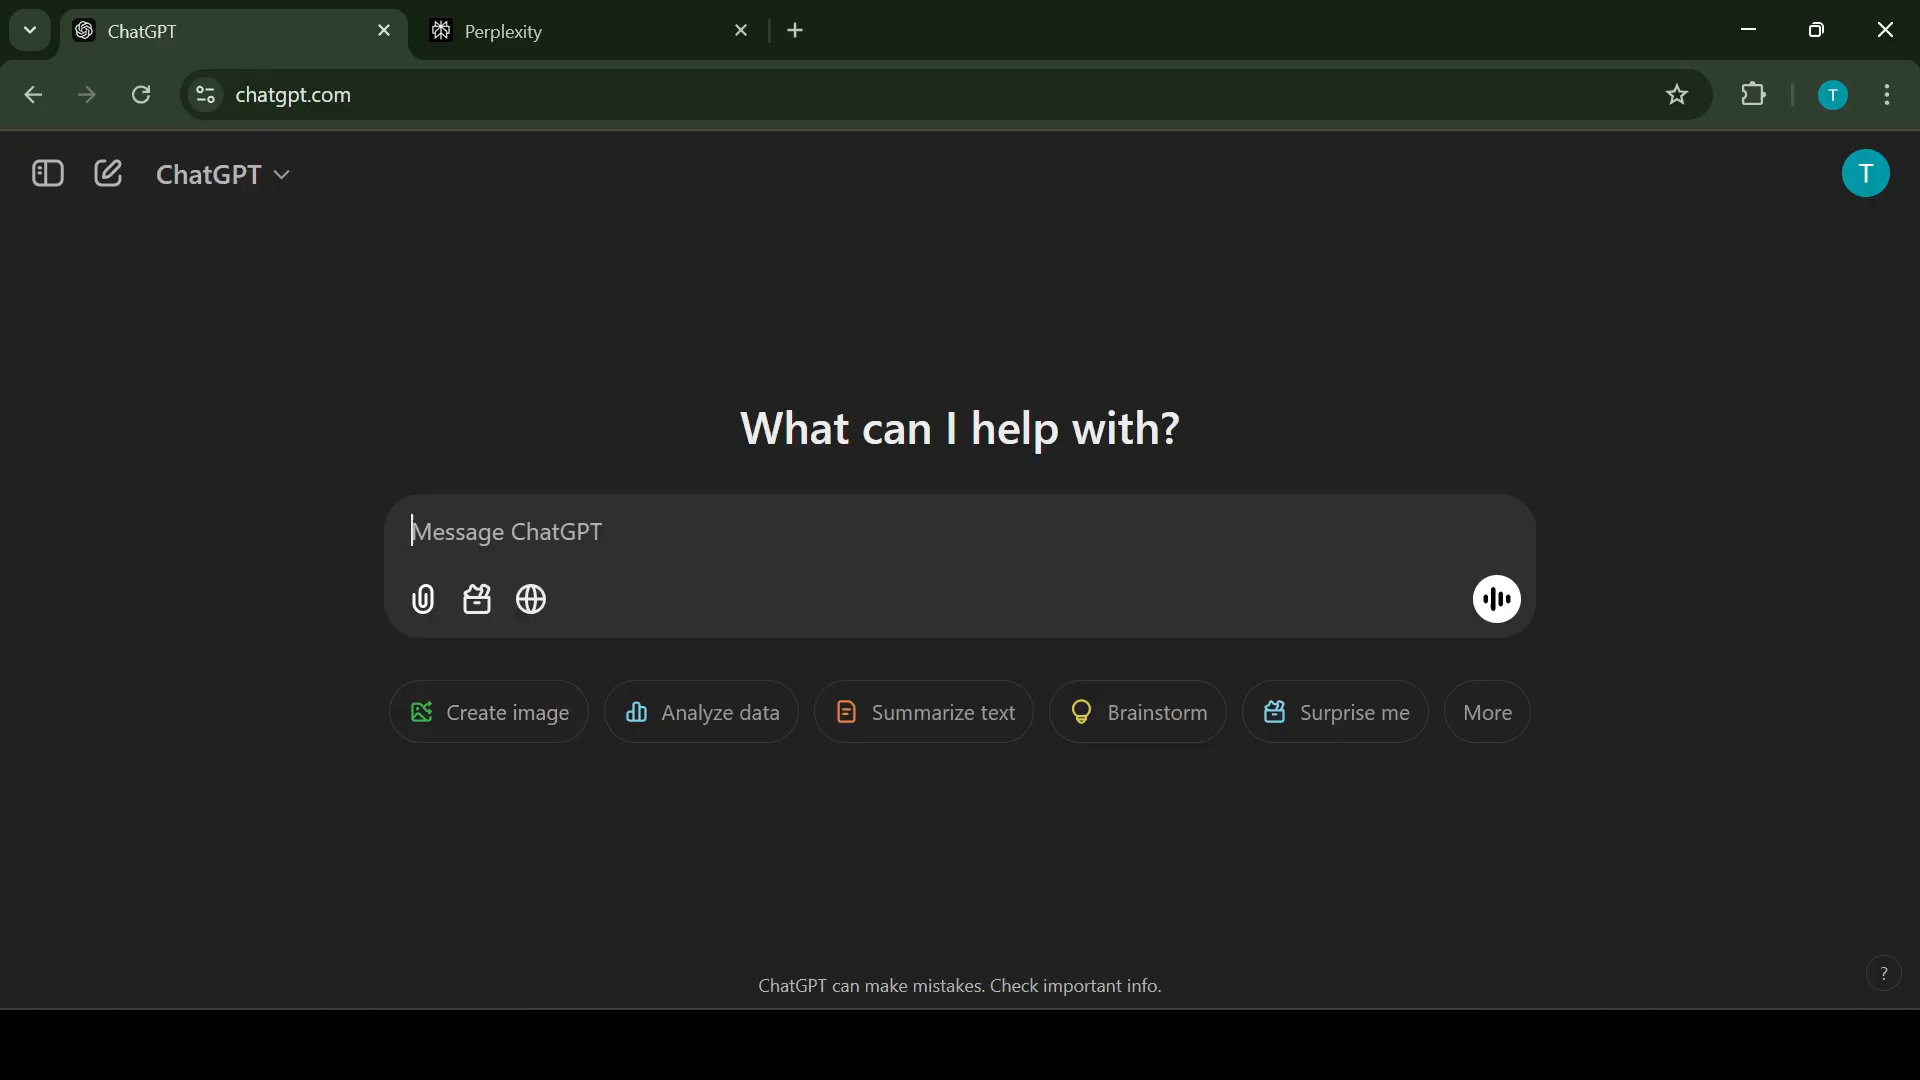 ChatGPT
Perplexity
chatgpt.com
T
ChatGPT
T
What can I help with?
Message ChatGPT
Create image
Analyze data
Summarize text
Brainstorm
Surprise me
More
?
ChatGPT can make mistakes. Check important info.